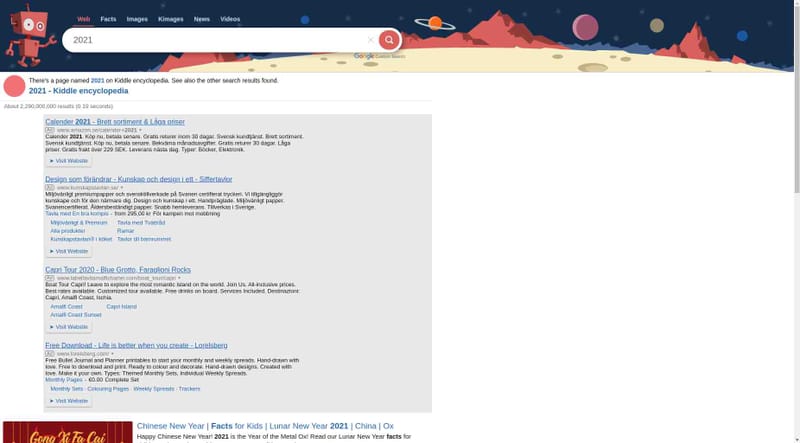 Web Facts Images Kimages News Videos
2021
Google Custom Search
There's a page named 2021 on Kiddle encyclopedia. See also the other search results found.
2021 - Kiddle encyclopedia
About 2,290,000,000 results (0.19 seconds)
Calender 2021 - Brett sortiment & Låga priser
Ad www.amazon.se/calender+2021
Calender 2021. Köp nu, betala senare. Gratis returer inom 30 dagar. Svensk kundtjänst. Brett sortiment.
Svensk kundtjänst. Köp nu, betala senare. Bekväma månadsavgifter. Gratis returer 30 dagar. Låga
priser. Gratis frakt över 229 SEK. Leverans nästa dag. Typer: Böcker, Elektronik.
Visit Website
Design som förändrar - Kunskap och design i ett - Siffertavlor
Ad www.kunskapstavlan.se/
Miljövänligt premiumpapper och svensktillverkade på Svanen certifierat tryckeri. Vi tillgängliggör
kunskape och för den närmare dig. Design och kunskap i ett. Handpräglade. Miljövänligt papper.
Svanencertifierat. Åldersbeständigt papper. Snabb hemleverans. Tillverkas i Sverige.
Tavla med En bra kompis - from 295,00 kr För kampen mot mobbning
Miljövänligt & Premium Tavla med Tvättråd
Alla produkter Ramar
Kunskapstavlan® i köket Tavlor till barnrummet
Visit Website
Capri Tour 2020 - Blue Grotto, Faraglioni Rocks
Ad
Boat Tour Capri! Leave to explore the most romantic Island on the world. Join Us. All-inclusive prices.
Best rates available. Customized tour available. Free drinks on board. Services Included. Destinazioni:
Capri, Amalfi Coast, Ischia.
Amalfi Coast Capri Island
Amalfi Coast Sunset
Visit Website
Free Download - Life is better when you create - Lorelsberg
Ad www.lorelsberg.com/
Free Bullet Journal and Planner printables to start your monthly and weekly spreads. Hand-drawn with
love. Free to download and print. Ready to colour and decorate. Hand-drawn designs. Created with
love. Make it your own. Types: Themed Monthly Sets, Individual Weekly Spreads.
Monthly Pages - €0.00 Complete Set
Monthly Sets · Colouring Pages · Weekly Spreads · Trackers
Visit Website
Gong Xi Fa Cai
Chinese New Year | Facts for Kids | Lunar New Year 2021 | China | Ox
Happy Chinese New Year! 2021 is the Year of the Metal Ox! Read our Lunar New Year facts for